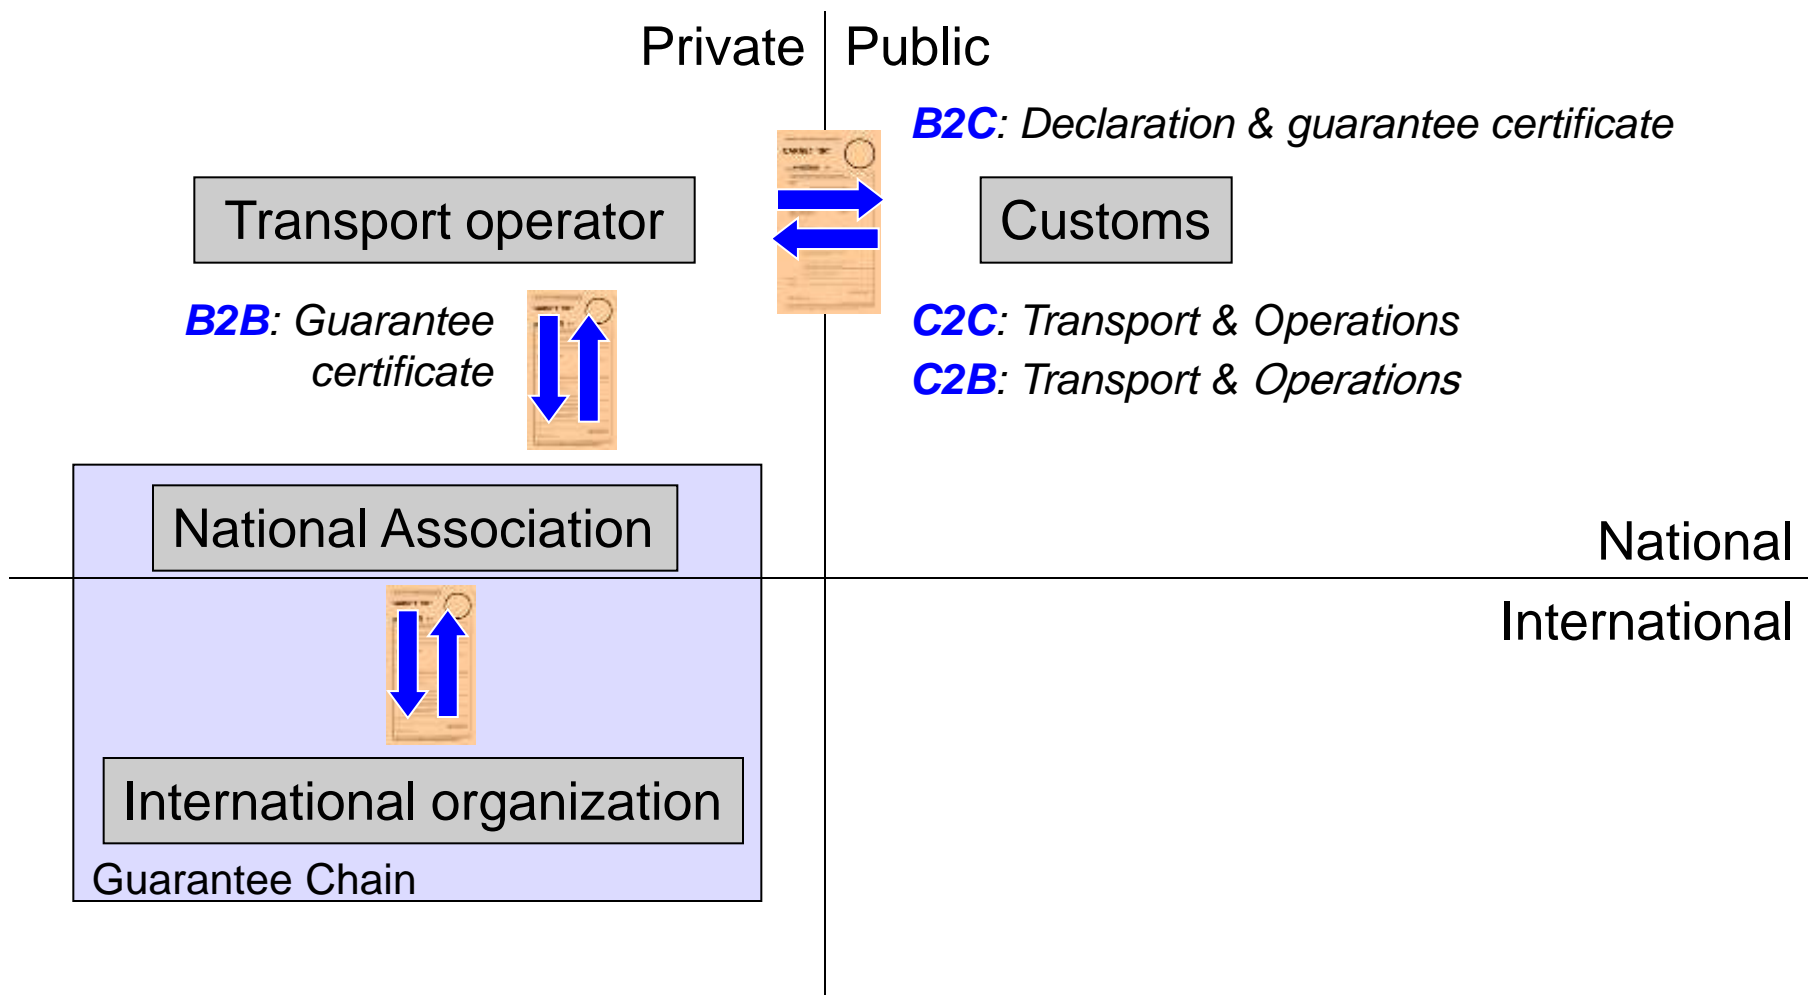 Private
Public
B2C: Declaration & guarantee certificate
Transport operator
Customs
B2B: Guarantee
certificate
C2C: Transport & Operations
C2B: Transport & Operations
National Association
National
International
International organization
Guarantee Chain